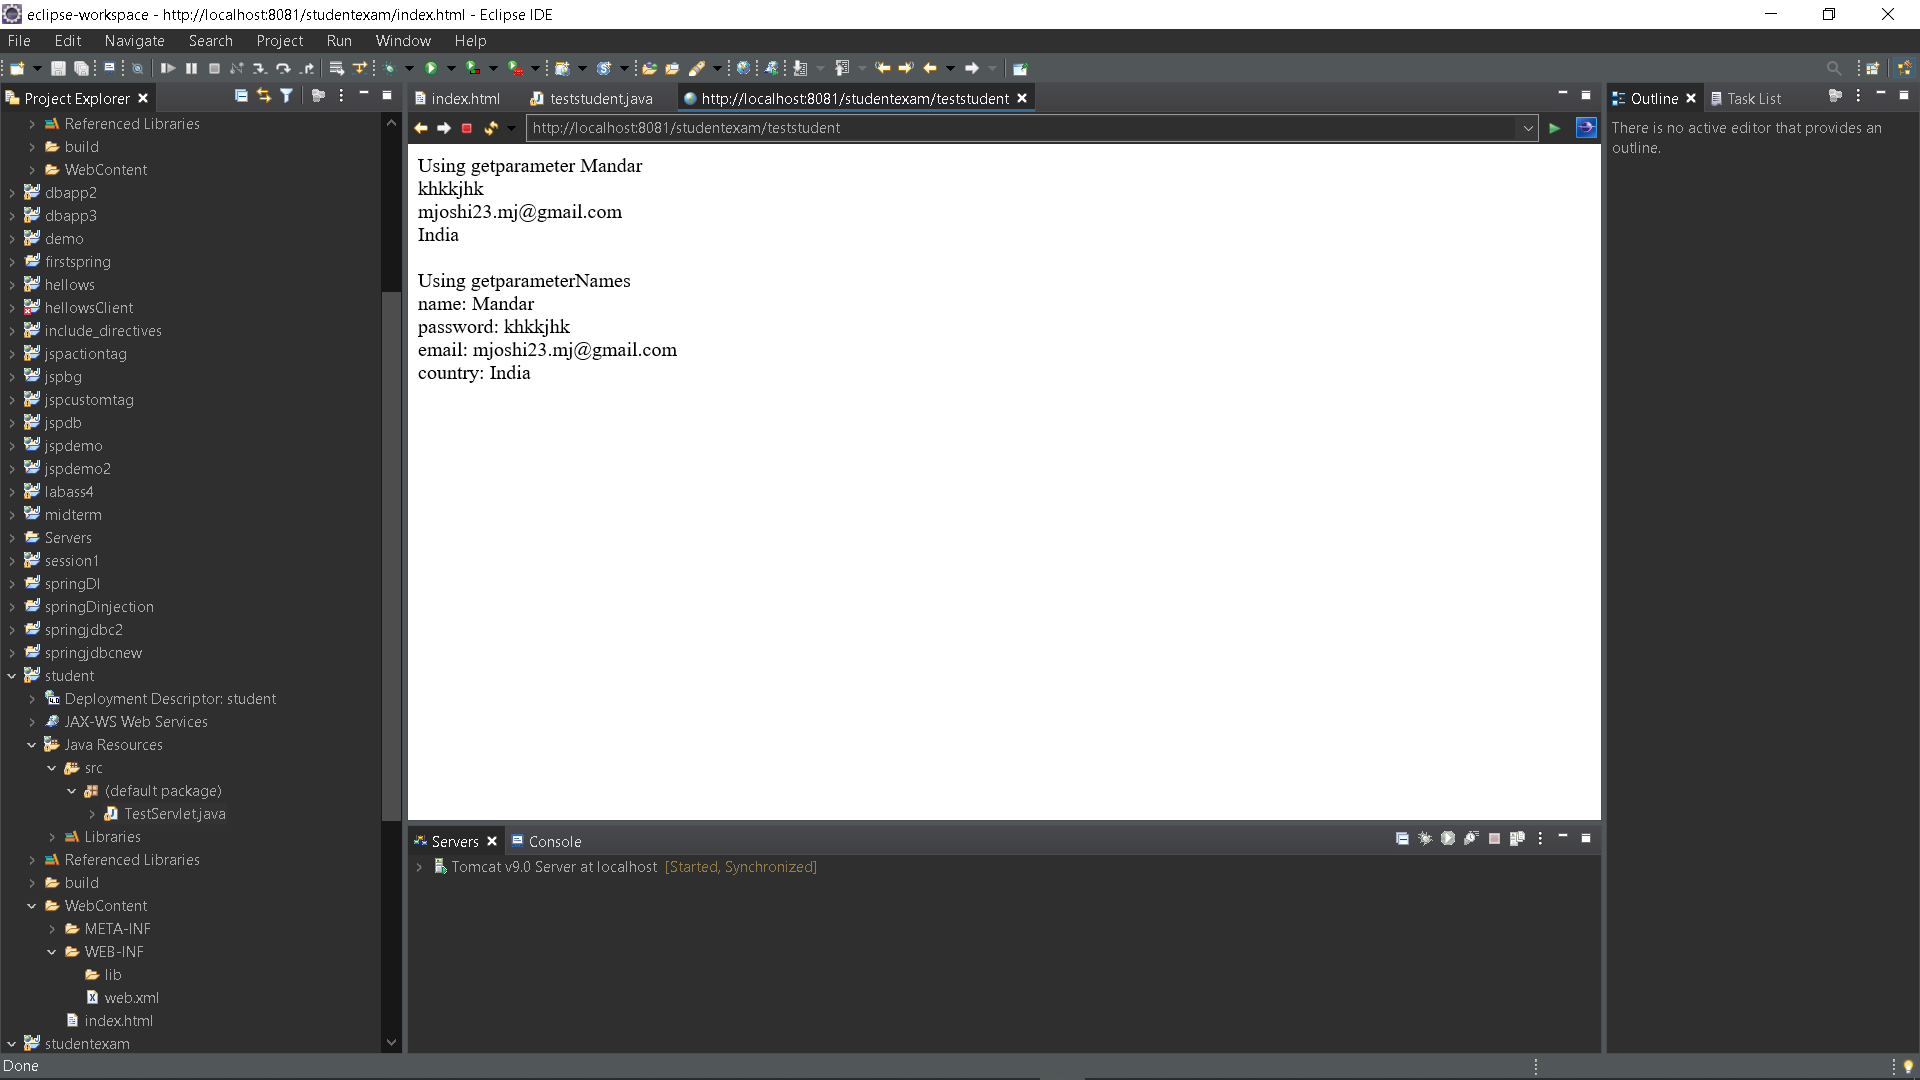 eclipse-workspace - http://localhost:8081/studentexam/index.html - Eclipse IDE
File Edit Navigate Search Project Run Window Help
Project Explorer
Referenced Libraries
build
WebContent
dbapp2
dbapp3
demo
firstspring
hellows
hellowsClient
include_directives
jspactiontag
jspbg
jspcustomtag
jspdb
jspdemo
jspdemo2
labass4
midterm
Servers
session1
springDI
springDinjection
springjdbc2
springjdbcnew
student
Deployment Descriptor: student
JAX-WS Web Services
Java Resources
src
(default package)
TestServlet.java
Libraries
Referenced Libraries
build
WebContent
META-INF
WEB-INF
lib
web.xml
index.html
studentexam
index.html teststudent.java http://localhost:8081/studentexam/teststudent
http://localhost:8081/studentexam/teststudent
Using getparameter Mandar
khkkjhk
mjoshi23.mj@gmail.com
India
Using getparameterNames
name: Mandar
password: khkkjhk
email: mjoshi23.mj@gmail.com
country: India
Servers Console
Tomcat v9.0 Server at localhost [Started, Synchronized]
Outline Task List
There is no active editor that provides an
outline.
Done